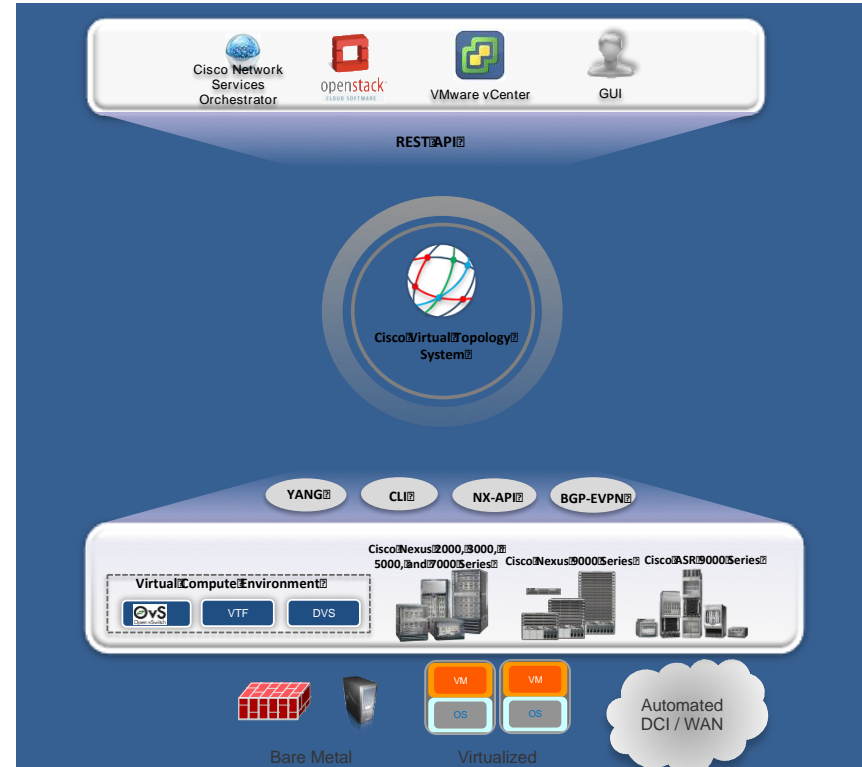 Cisco Network
Services
Orchestrator
openstack
CLOUD SOFTWARE
VMware vCenter
GUI
REST⍰API⍰
Cisco⍰Virtual⍰Topology⍰
System⍰
YANG⍰
CLI⍰
NX-API⍰
BGP-EVPN⍰
Cisco⍰Nexus⍰2000,⍰3000,⍰
5000,⍰and⍰7000⍰Series⍰
Cisco⍰Nexus⍰9000⍰Series⍰
Cisco⍰ASR⍰9000⍰Series⍰
Virtual⍰Compute⍰Environment⍰
OvS
Open vSwitch
VTF
DVS
VM
VM
OS
OS
Automated
DCI / WAN
Bare Metal
Virtualized